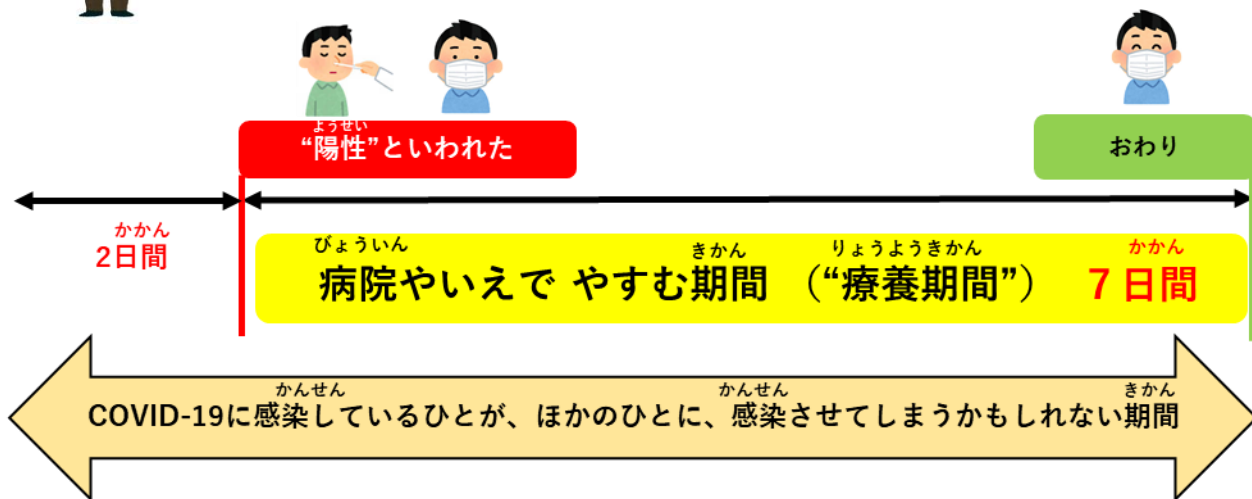 ようせい
“陽性”といわれた
おわり
かかん
2日間
びょういん きかん りょうようきかん かかん
病院やいえで やすむ期間 （“療養期間”） 7日間
かんせん かんせん きかん
COVID-19に感染しているひとが、ほかのひとに、感染させてしまうかもしれない期間